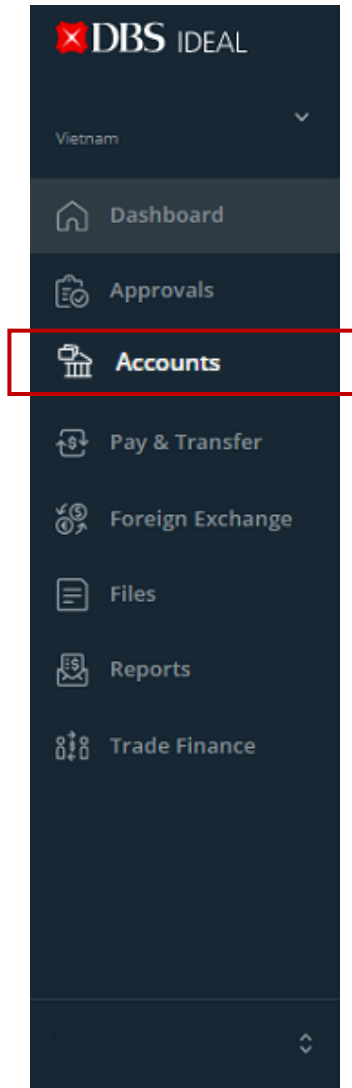 DBS IDEAL
Vietnam
Dashboard
Approvals
Accounts
Pay & Transfer
Foreign Exchange
Files
Reports
Trade Finance